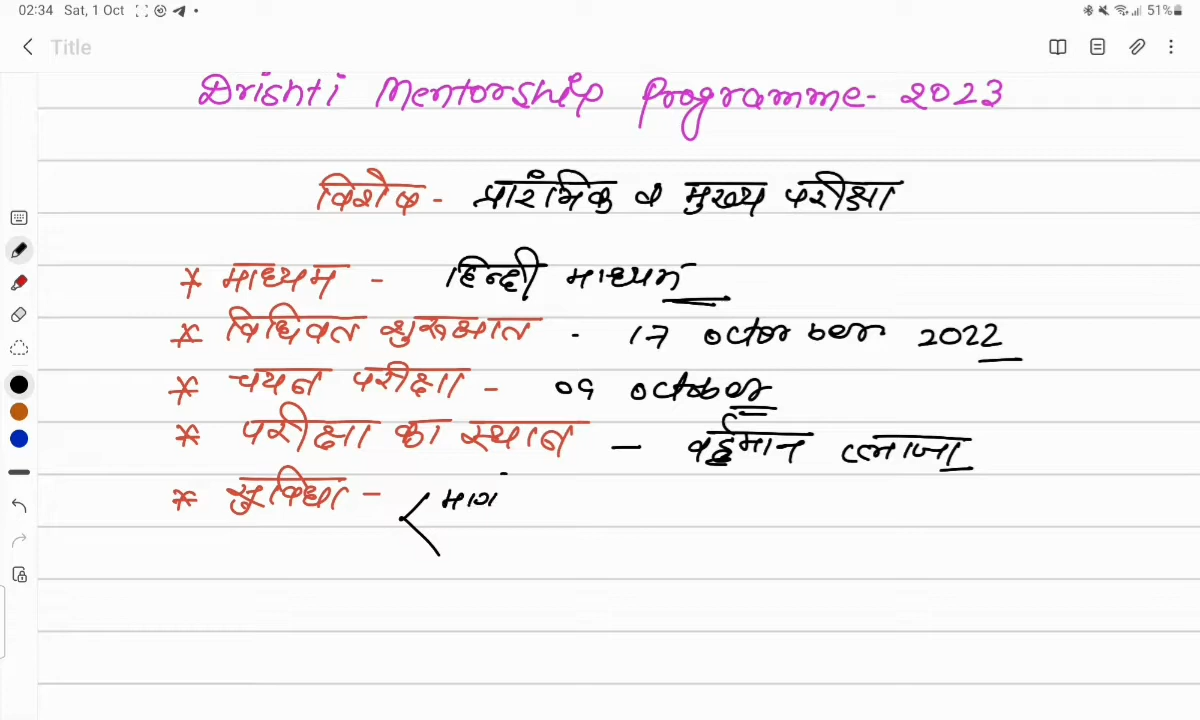 02:34 Sat, 1 Oct 51%
Title
Drishti Mentorship Programme- 2023
विशेष - प्रारंभिक व मुख्य परीक्षा
* माध्यम - हिन्दी माध्यम
* विधिवत शुरुआत - 17 october 2022
* चयन परीक्षा - 09 october
* परीक्षा का स्थान - वर्द्धमान प्लाजा
* सुविधा - माग